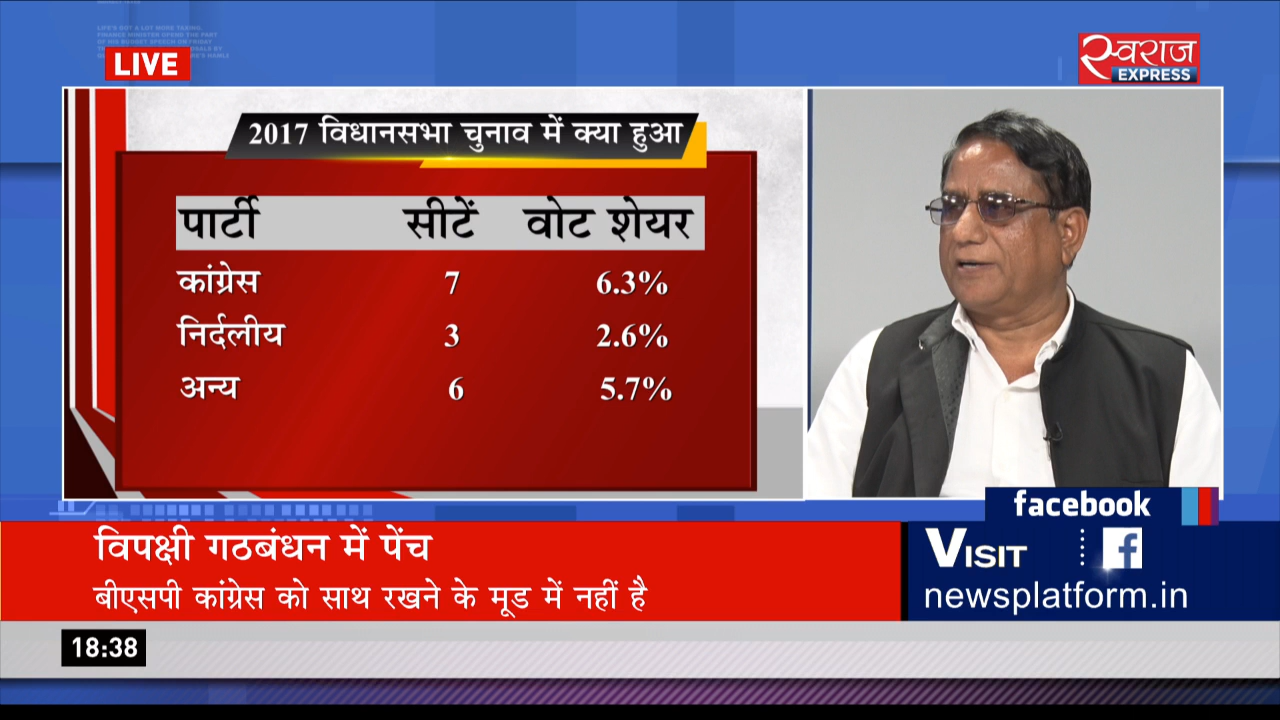 LIVE
स्वराज
EXPRESS
2017 विधानसभा चुनाव में क्या हुआ
पार्टी सीटें वोट शेयर
कांग्रेस 7 6.3%
निर्दलीय 3 2.6%
अन्य 6 5.7%
facebook
विपक्षी गठबंधन में पेंच
VISIT f
बीएसपी कांग्रेस को साथ रखने के मूड में नहीं है
newsplatform.in
18:38